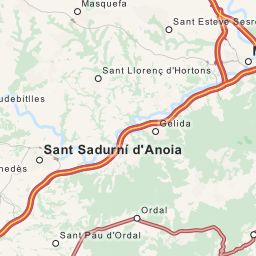 Masquefa
Sant Esteve Sesro
Sant Llorenç d'Hortons
udebitlles
Gelida
Sant Sadurní d'Anoia
nedès
Ordal
Sant Pau d'Ordal